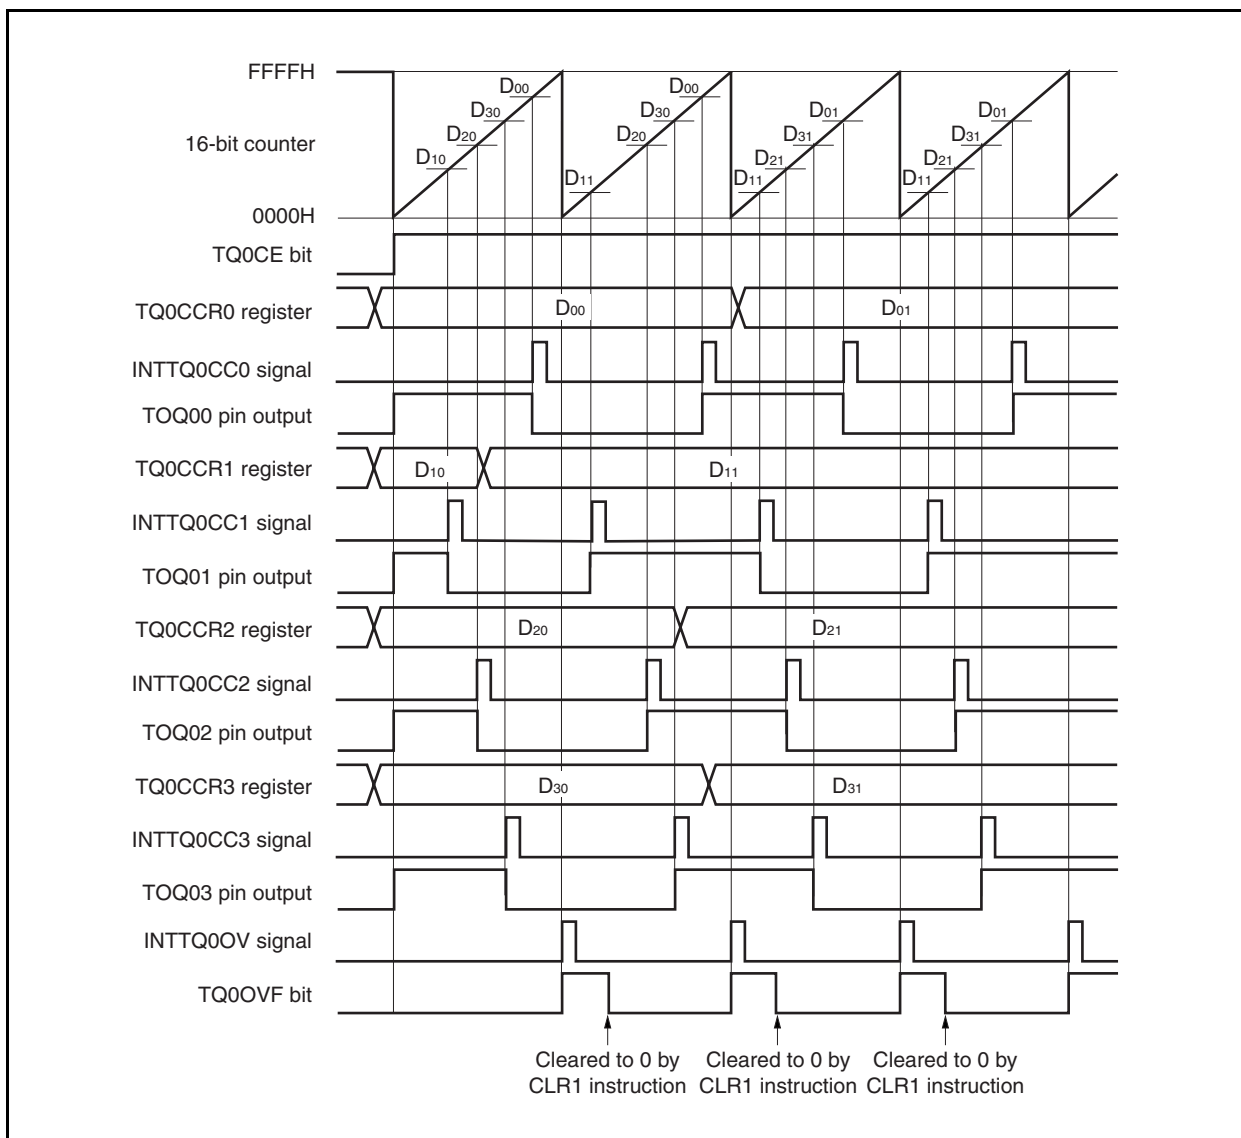 FFFFH
16-bit counter
0000H
D10 D20 D30 D00
D11 D20 D30 D00
D11 D21 D31 D01
D11 D21 D31 D01
TQ0CE bit
TQ0CCR0 register D00 D01
INTTQ0CC0 signal
TOQ00 pin output
TQ0CCR1 register D10 D11
INTTQ0CC1 signal
TOQ01 pin output
TQ0CCR2 register D20 D21
INTTQ0CC2 signal
TOQ02 pin output
TQ0CCR3 register D30 D31
INTTQ0CC3 signal
TOQ03 pin output
INTTQ0OV signal
TQ0OVF bit
Cleared to 0 by
CLR1 instruction
Cleared to 0 by
CLR1 instruction
Cleared to 0 by
CLR1 instruction